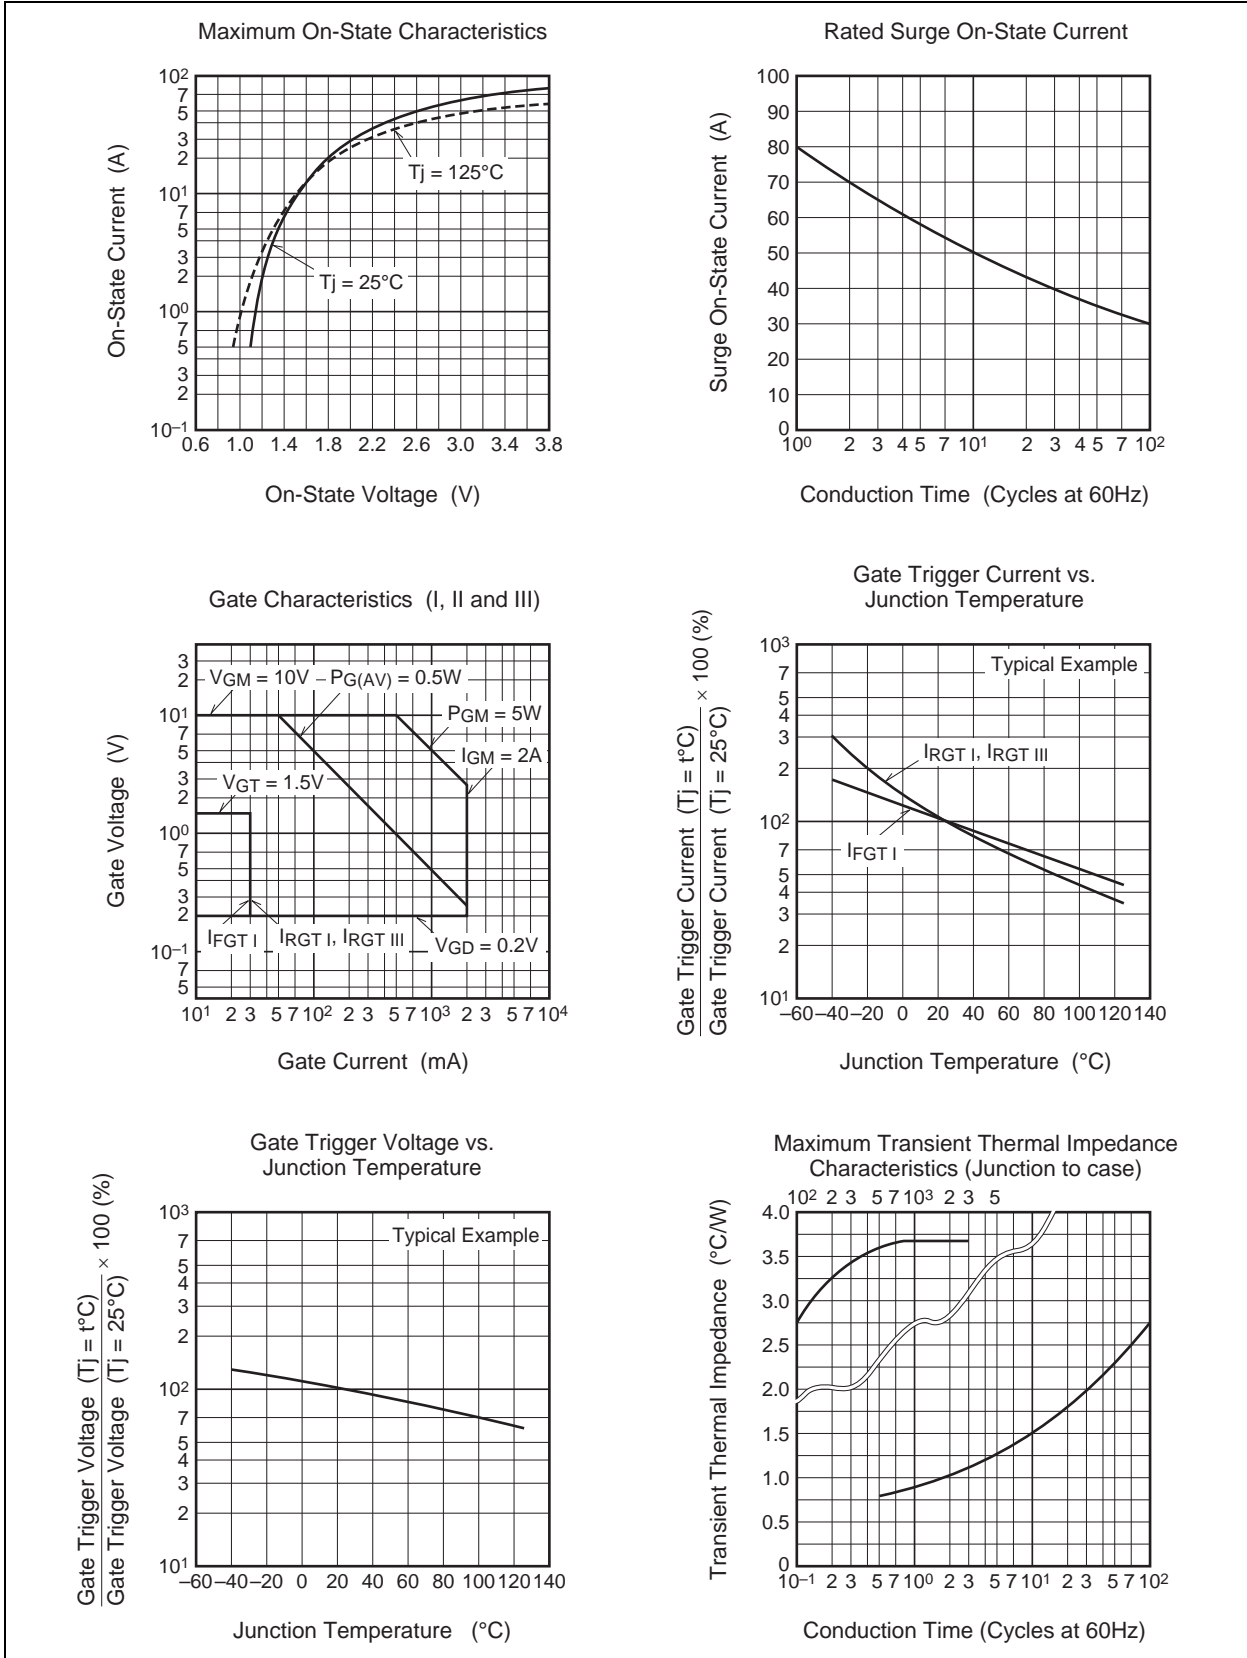 Maximum On-State Characteristics
On-State Current (A)
10² 7 5 3 2 10¹ 7 5 3 2 10⁰ 7 5 3 2 10⁻¹
Tj = 125°C
Tj = 25°C
0.6 1.0 1.4 1.8 2.2 2.6 3.0 3.4 3.8
On-State Voltage (V)
Rated Surge On-State Current
Surge On-State Current (A)
100
90
80
70
60
50
40
30
20
10
0
10⁰ 2 3 4 5 7 10¹ 2 3 4 5 7 10²
Conduction Time (Cycles at 60Hz)
Gate Characteristics (I, II and III)
Gate Voltage (V)
3 2 10¹ 7 5 3 2 10⁰ 7 5 3 2 10⁻¹ 7 5
VGM = 10V
PG(AV) = 0.5W
PGM = 5W
IGM = 2A
VGT = 1.5V
IFGT I
IRGT I, IRGT III
VGD = 0.2V
10¹ 2 3 5 7 10² 2 3 5 7 10³ 2 3 5 7 10⁴
Gate Current (mA)
Gate Trigger Current vs.
Junction Temperature
Gate Trigger Current (Tj = t°C)
Gate Trigger Current (Tj = 25°C)
× 100 (%)
10³ 7 5 4 3 2 10² 7 5 4 3 2 10¹
Typical Example
IRGT I, IRGT III
IFGT I
–60 –40 –20 0 20 40 60 80 100 120 140
Junction Temperature (°C)
Gate Trigger Voltage vs.
Junction Temperature
Gate Trigger Voltage (Tj = t°C)
Gate Trigger Voltage (Tj = 25°C)
× 100 (%)
10³ 7 5 4 3 2 10² 7 5 4 3 2 10¹
Typical Example
–60 –40 –20 0 20 40 60 80 100 120 140
Junction Temperature (°C)
Maximum Transient Thermal Impedance
Characteristics (Junction to case)
10² 2 3 5 7 10³ 2 3 5
Transient Thermal Impedance (°C/W)
4.0
3.5
3.0
2.5
2.0
1.5
1.0
0.5
0
10⁻¹ 2 3 5 7 10⁰ 2 3 5 7 10¹ 2 3 5 7 10²
Conduction Time (Cycles at 60Hz)